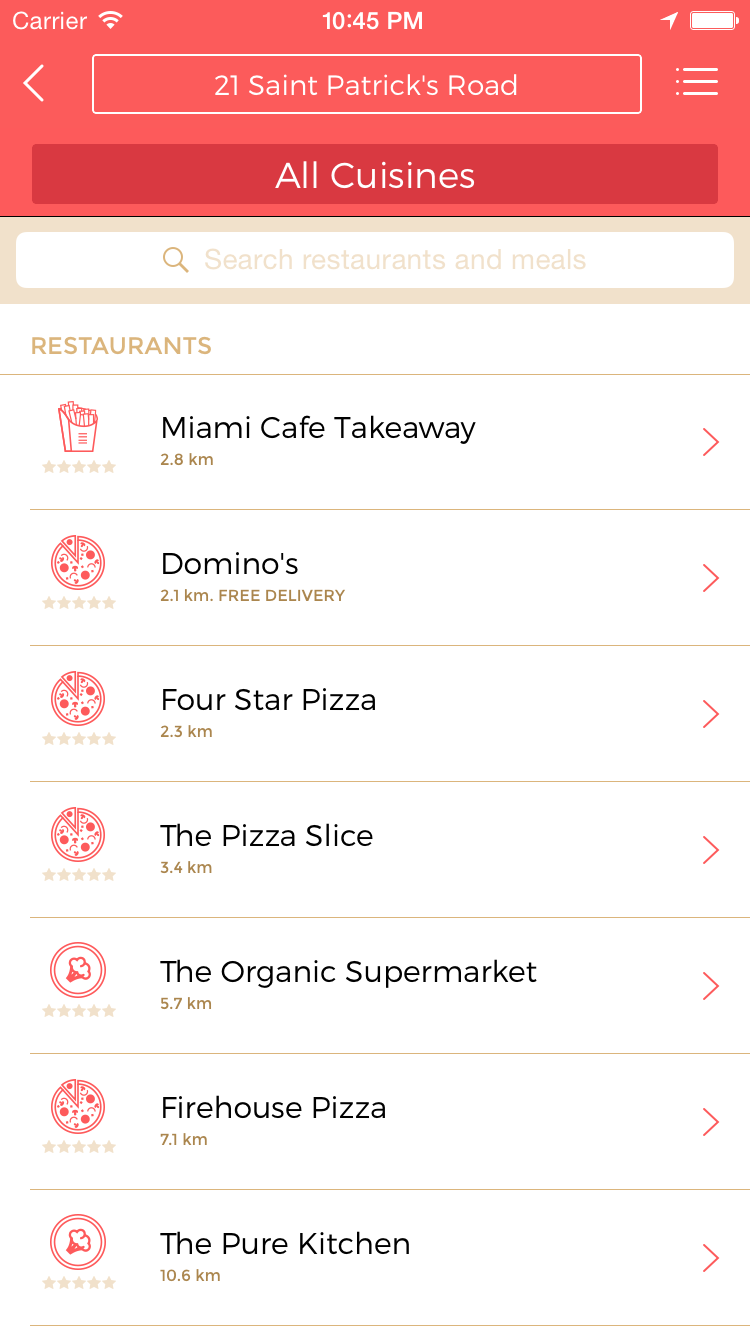 Carrier 10:45 PM
21 Saint Patrick's Road
All Cuisines
Search restaurants and meals
RESTAURANTS
Miami Cafe Takeaway
2.8 km
Domino's
2.1 km. FREE DELIVERY
Four Star Pizza
2.3 km
The Pizza Slice
3.4 km
The Organic Supermarket
5.7 km
Firehouse Pizza
7.1 km
The Pure Kitchen
10.6 km